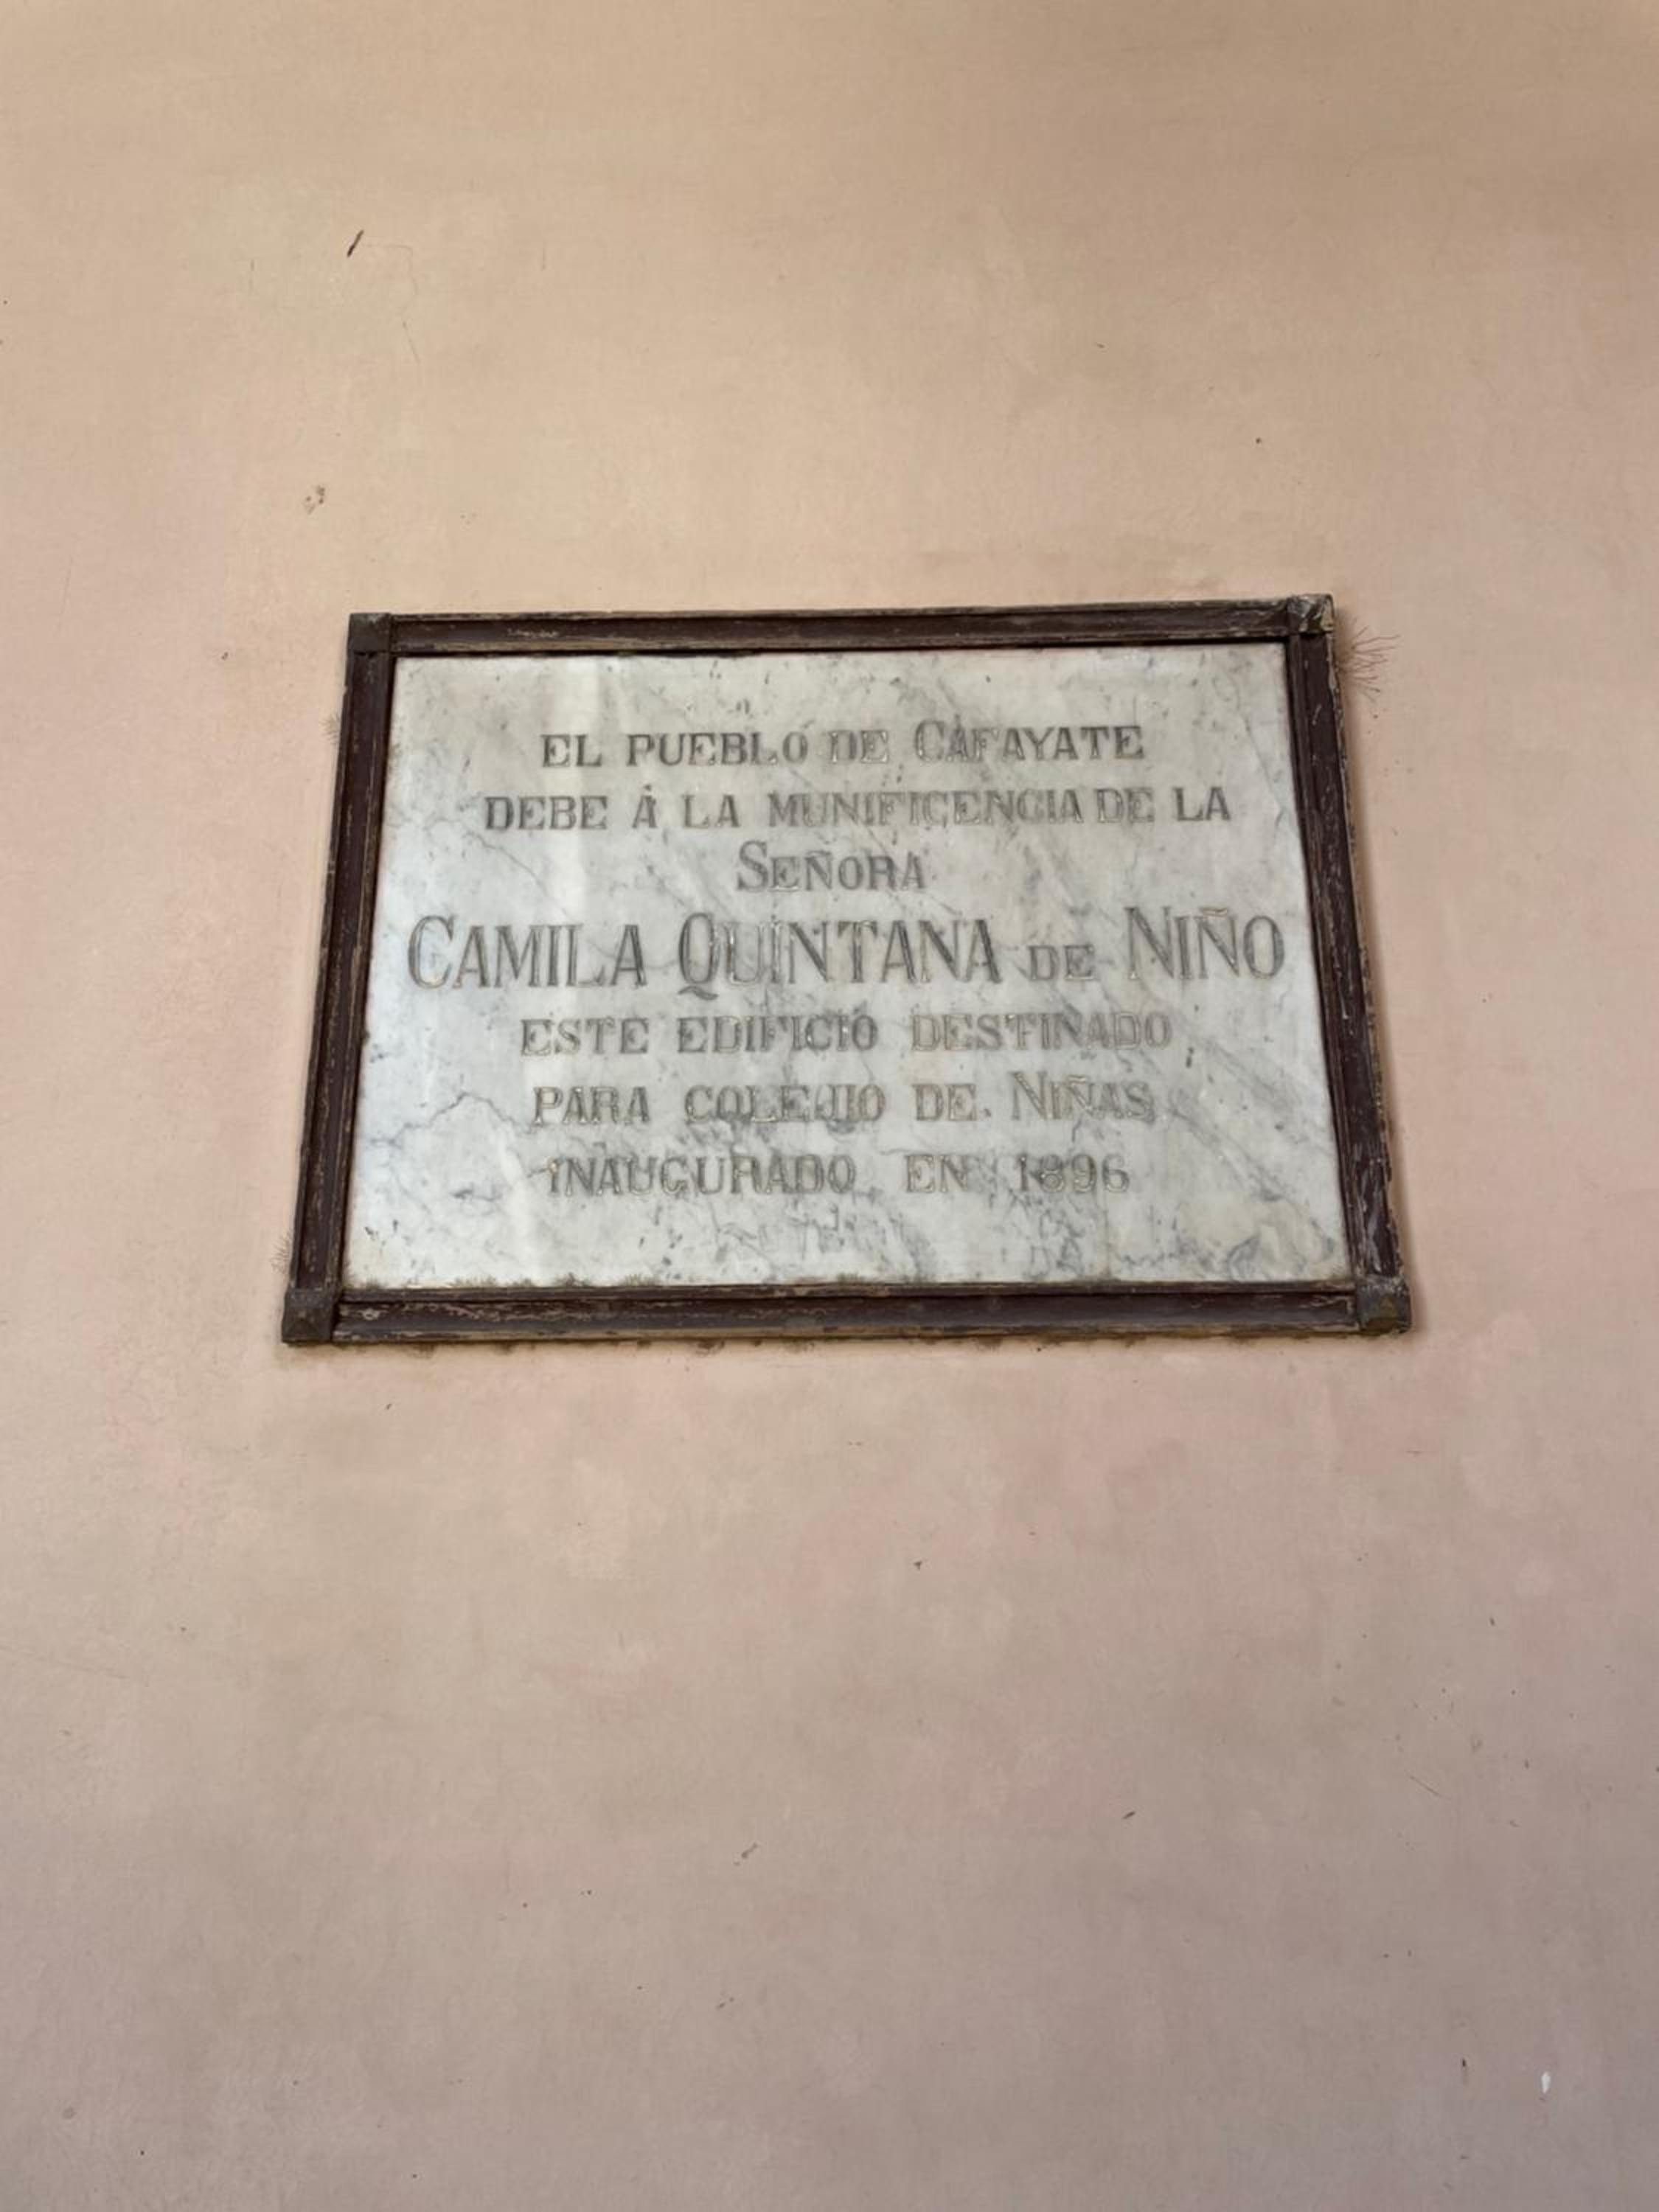 EL PUEBLO DE CAFAYATE
DEBE Á LA MUNIFICENCIA DE LA
SEÑORA
CAMILA QUINTANA DE NIÑO
ESTE EDIFICIO DESTINADO
PARA COLEJIO DE NIÑAS
INAUGURADO EN 1896